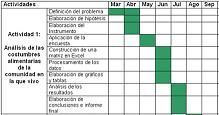 Actividades
Mar Abr May Jun Jul Ago Sep
Actividad 1:
Análisis de las
costumbres
alimentarias
de la
comunidad en
la que vivo
Definición del problema
Elaboración de hipótesis
Elaboración del
Instrumento
Aplicación de la
encuesta
Construcción de una
matriz en Excel
Procesamiento de los
datos
Elaboración de gráficos
y tablas
Análisis de los
resultados
Elaboración de
conclusiones e informe
final